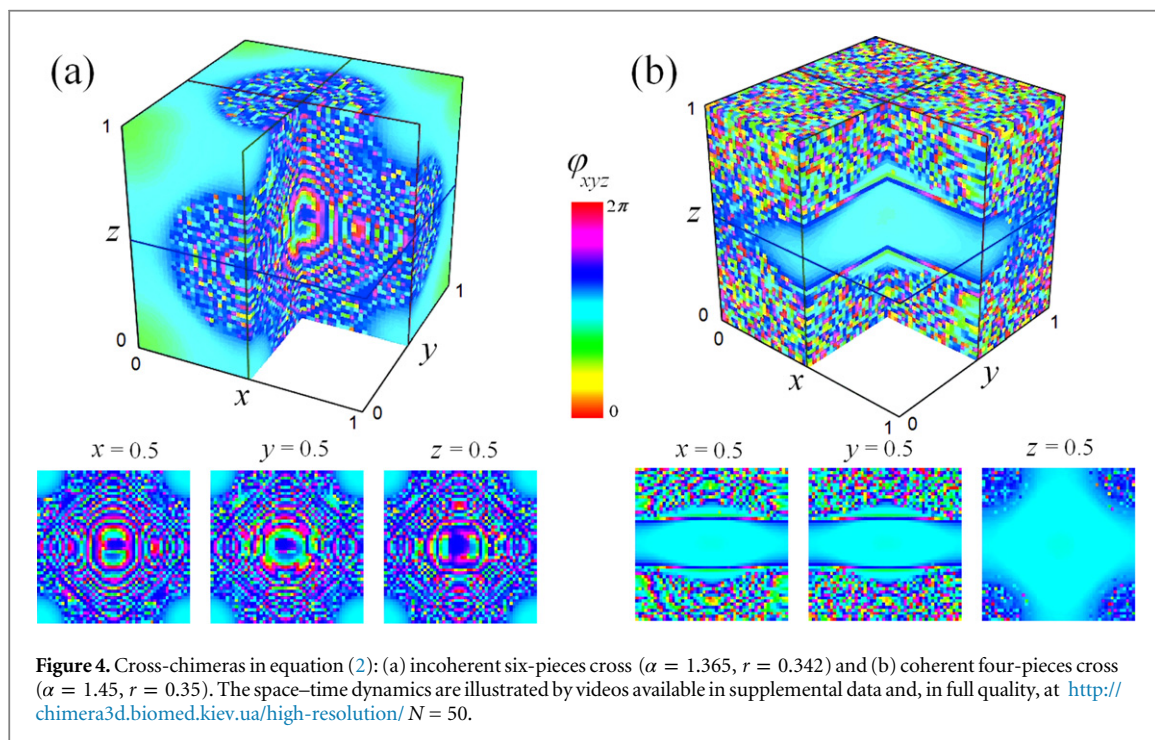 (a)
(b)
1
z
0
0
x
1
0
y
1
φxyz
2π
0
1
z
0
0
x
1
0
y
1
x = 0.5
y = 0.5
z = 0.5
x = 0.5
y = 0.5
z = 0.5
Figure 4. Cross-chimeras in equation (2): (a) incoherent six-pieces cross (α = 1.365, r = 0.342) and (b) coherent four-pieces cross
(α = 1.45, r = 0.35). The space–time dynamics are illustrated by videos available in supplemental data and, in full quality, at http://
chimera3d.biomed.kiev.ua/high-resolution/ N = 50.